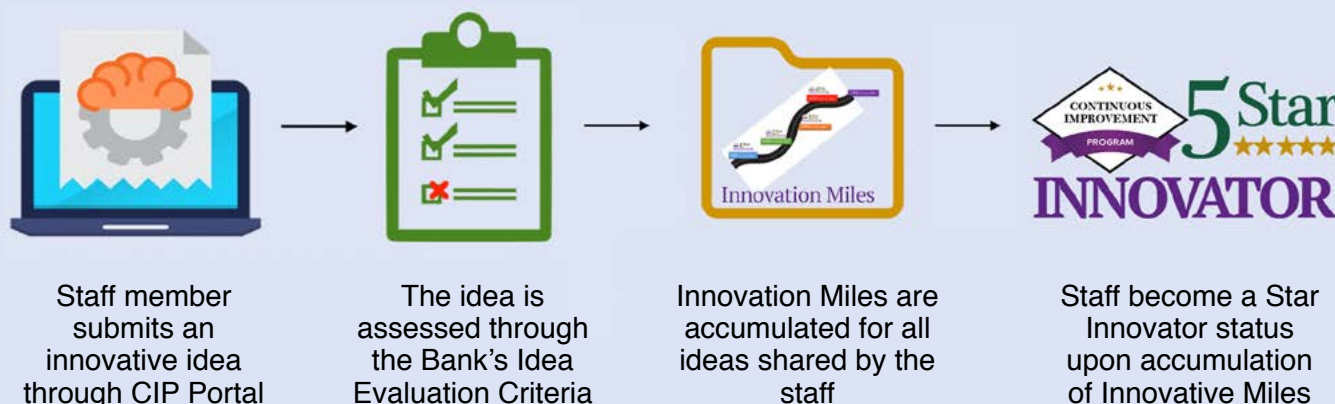 CONTINUOUS
IMPROVEMENT
PROGRAM
5 Star
INNOVATOR
Innovation Miles
Staff member
submits an
innovative idea
through CIP Portal
The idea is
assessed through
the Bank's Idea
Evaluation Criteria
Innovation Miles are
accumulated for all
ideas shared by the
staff
Staff become a Star
Innovator status
upon accumulation
of Innovative Miles